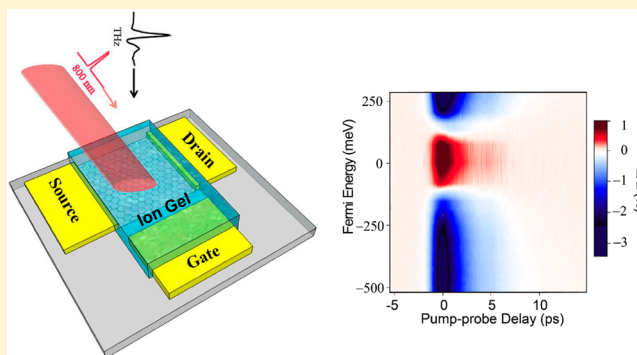 THz
800 nm
Source
Drain
Ion Gel
Gate
250
0
−250
−500
Fermi Energy (meV)
-5
0
5
10
Pump-probe Delay (ps)
1
0
−1
−2
−3